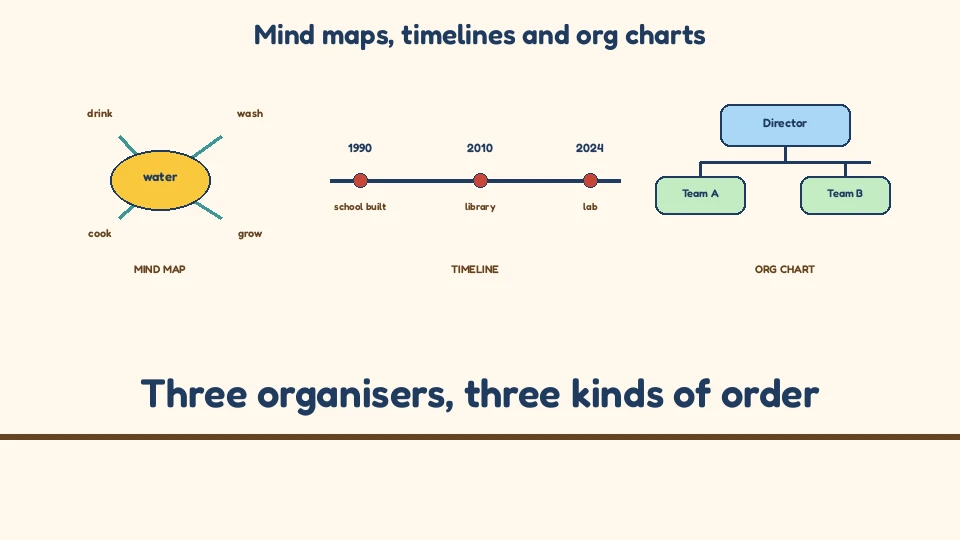 Mind maps, timelines and org charts
drink
wash
water
cook
grow
MIND MAP
1990
2010
2024
school built
library
lab
TIMELINE
Director
Team A
Team B
ORG CHART
Three organisers, three kinds of order